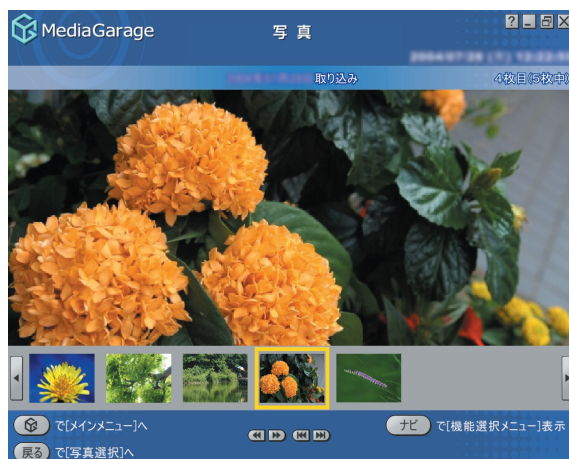 MediaGarage
写真
?
取り込み
4枚目(5枚中)
で[メインメニュー]へ
ナビ で[機能選択メニュー]表示
戻る で[写真選択]へ